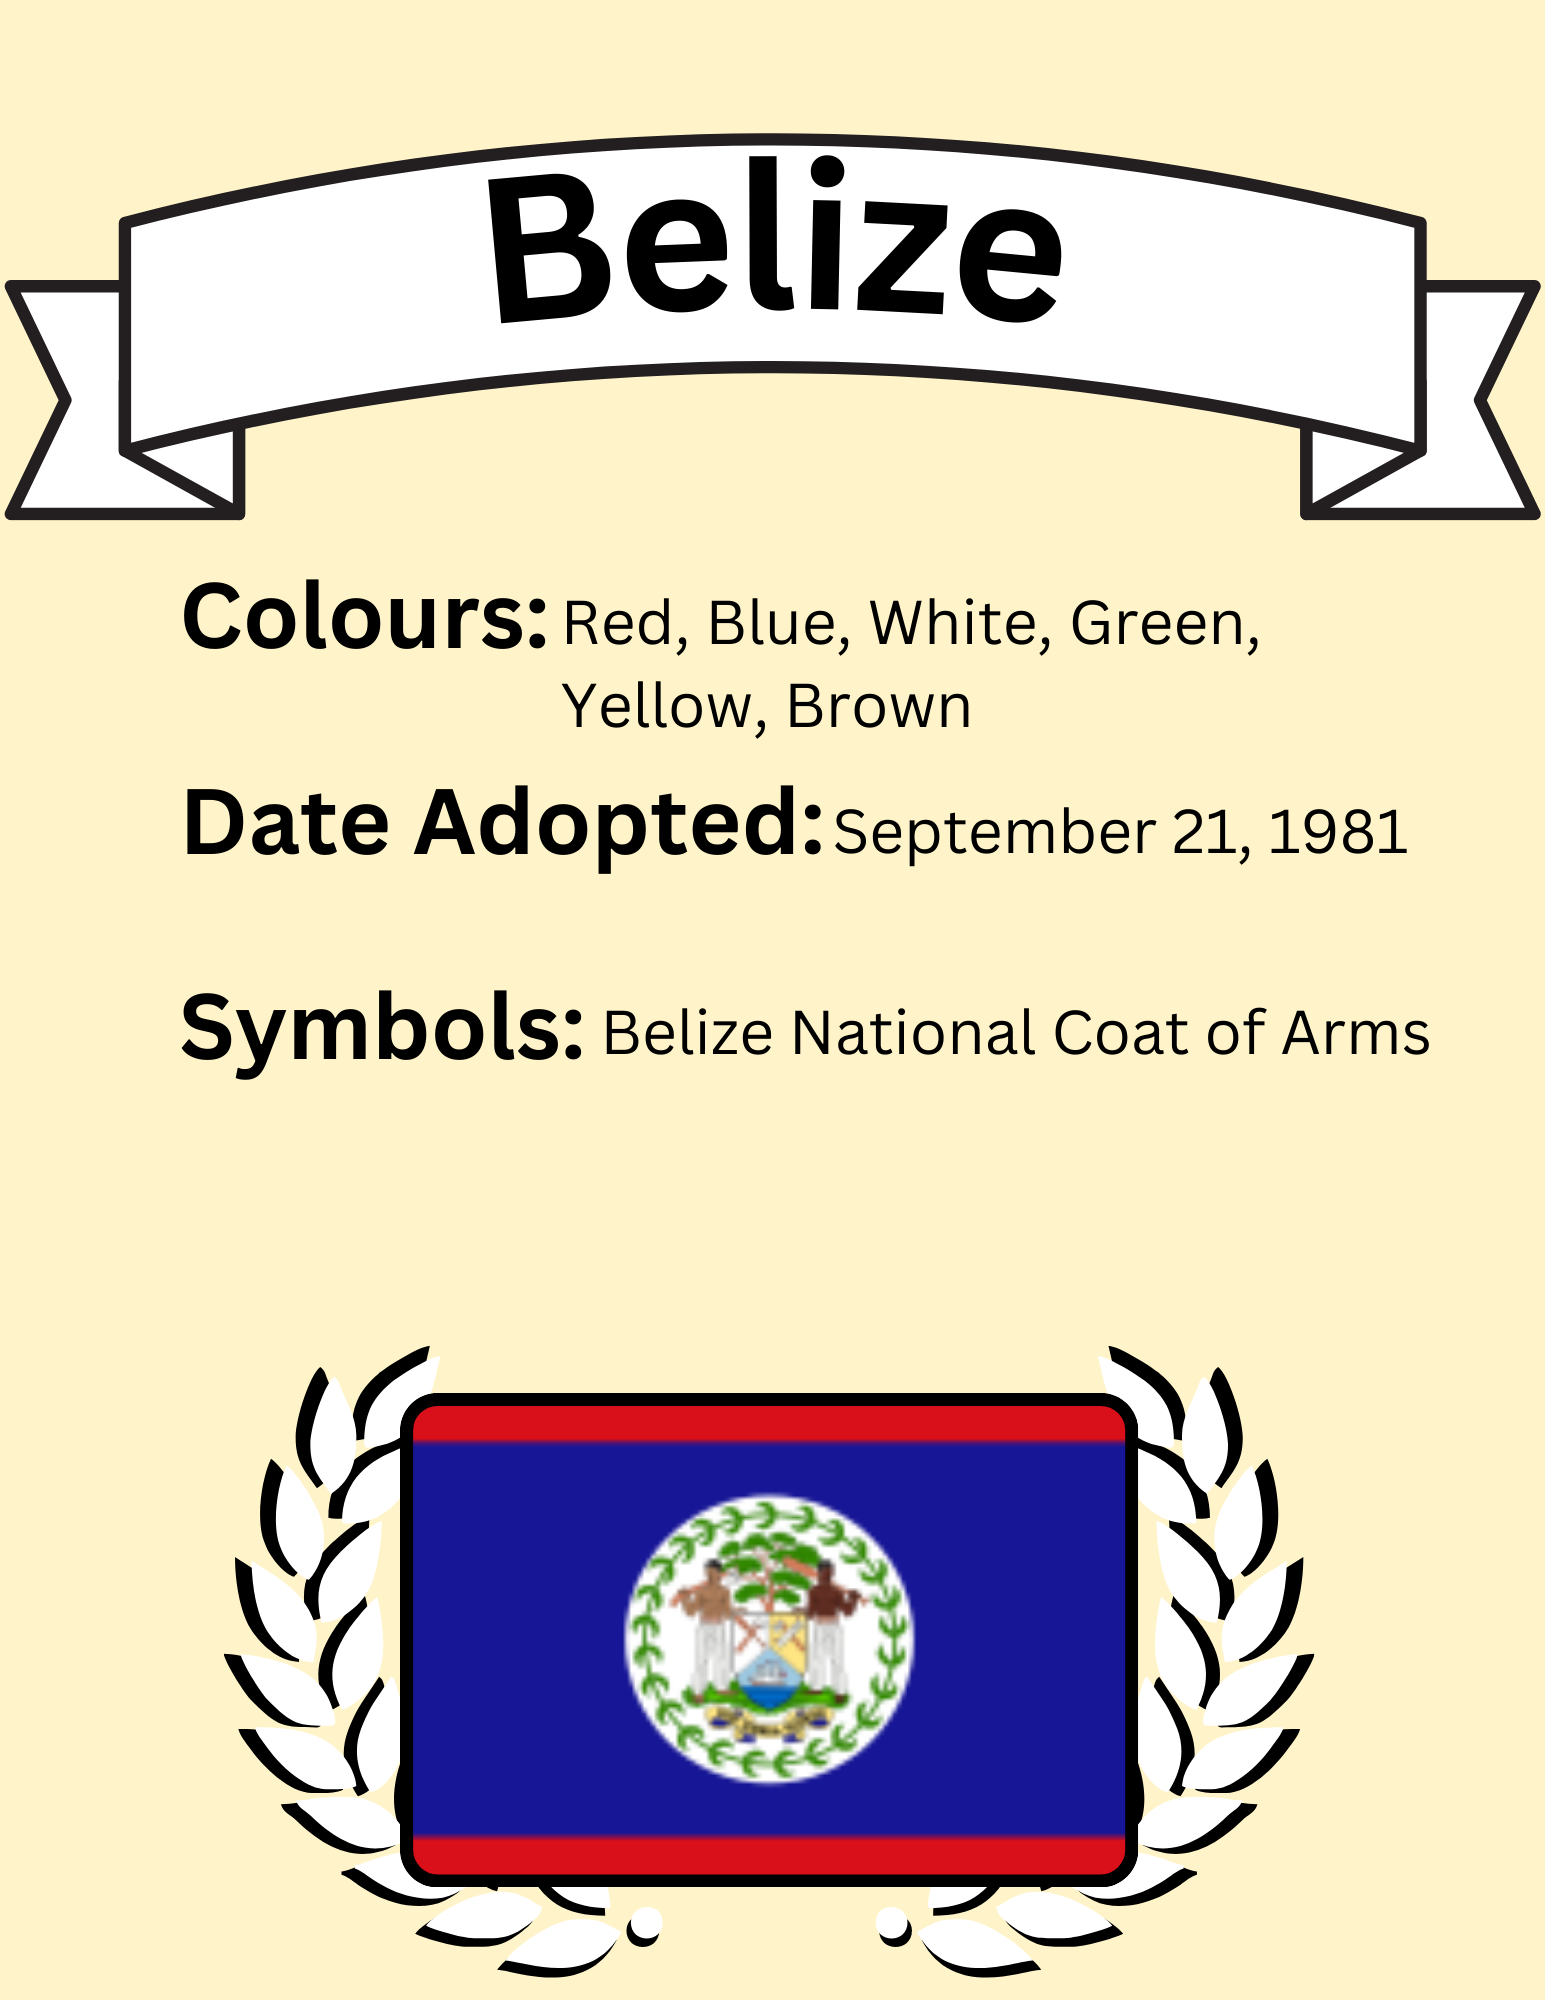 Belize
Colours: Red, Blue, White, Green,
Yellow, Brown
Date Adopted: September 21, 1981
Symbols: Belize National Coat of Arms